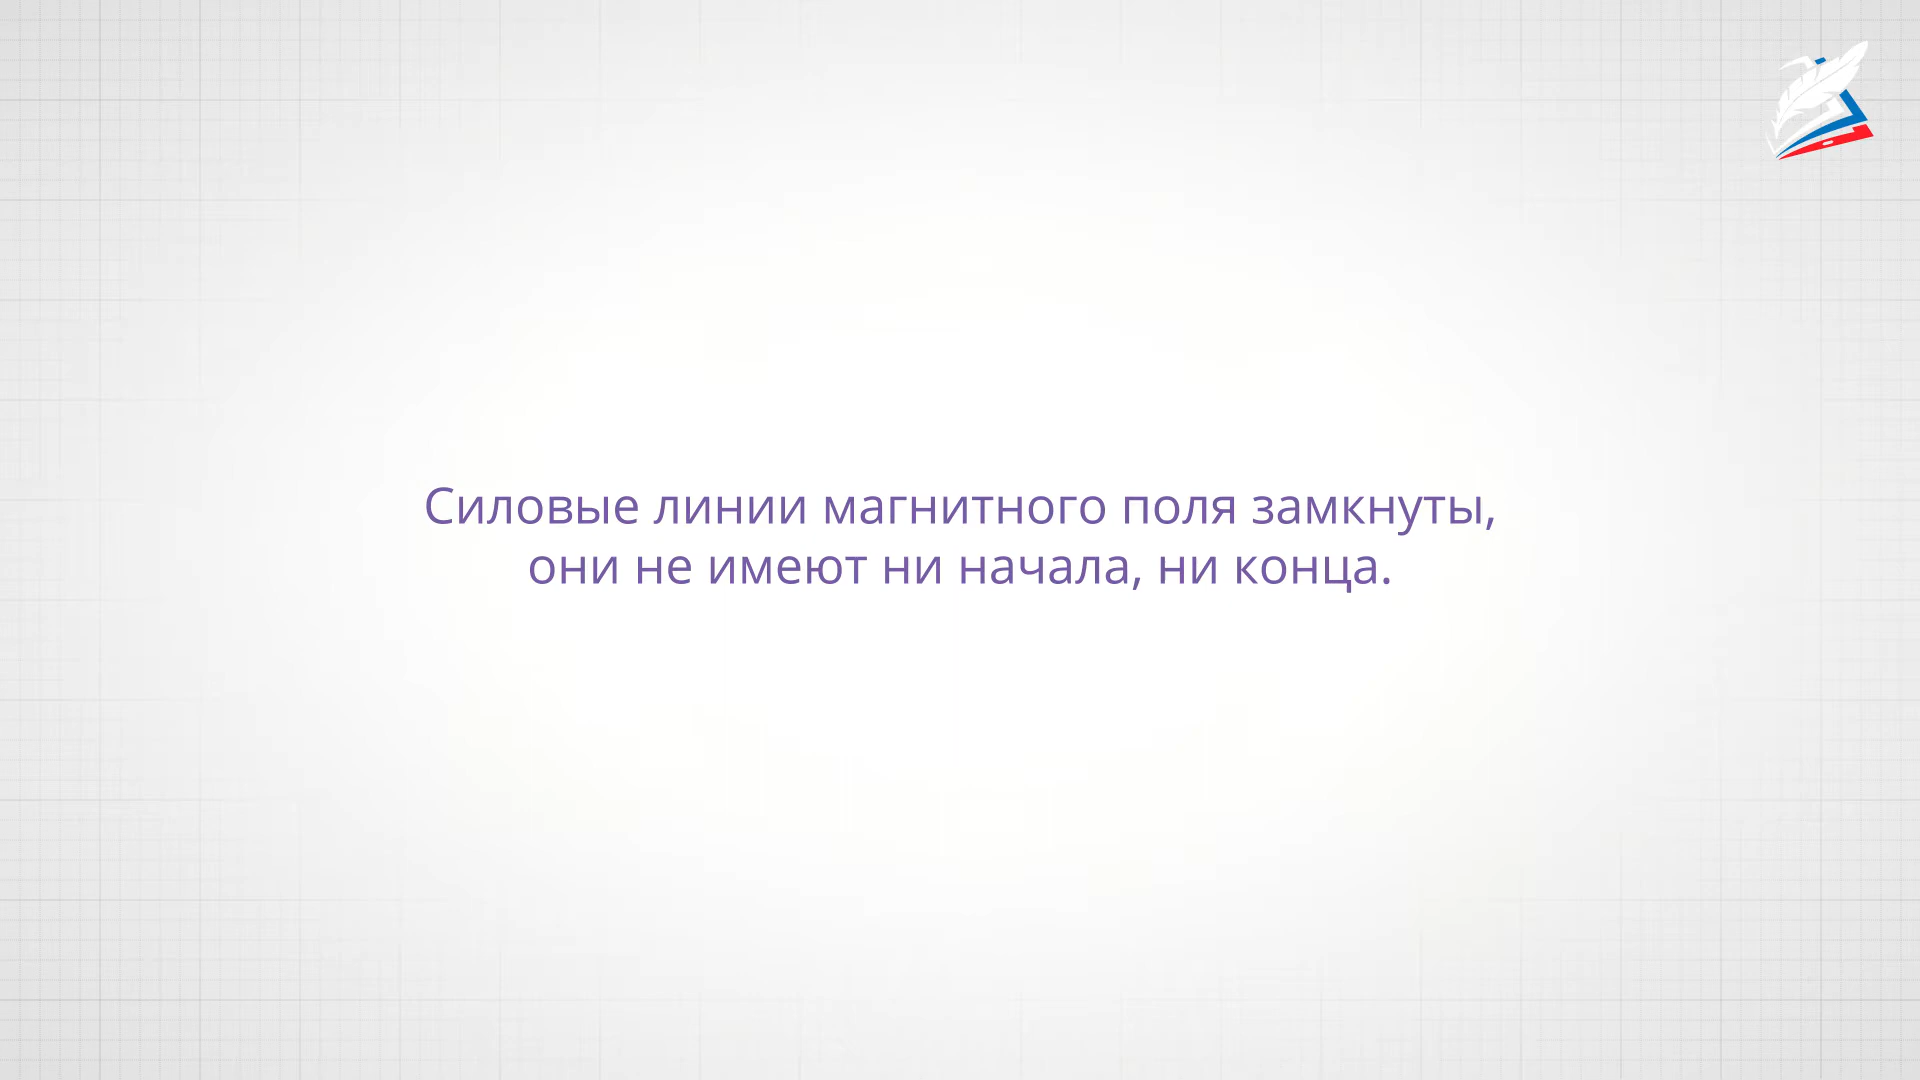 Силовые линии магнитного поля замкнуты,
они не имеют ни начала, ни конца.